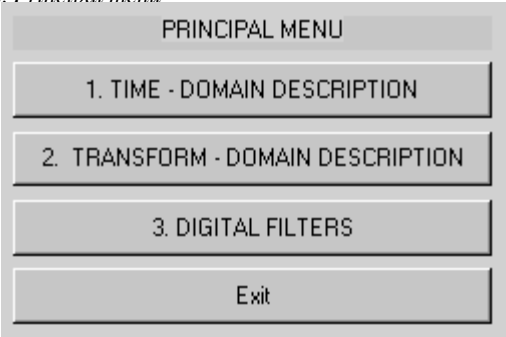 PRINCIPAL MENU
1. TIME - DOMAIN DESCRIPTION
2. TRANSFORM - DOMAIN DESCRIPTION
3. DIGITAL FILTERS
Exit